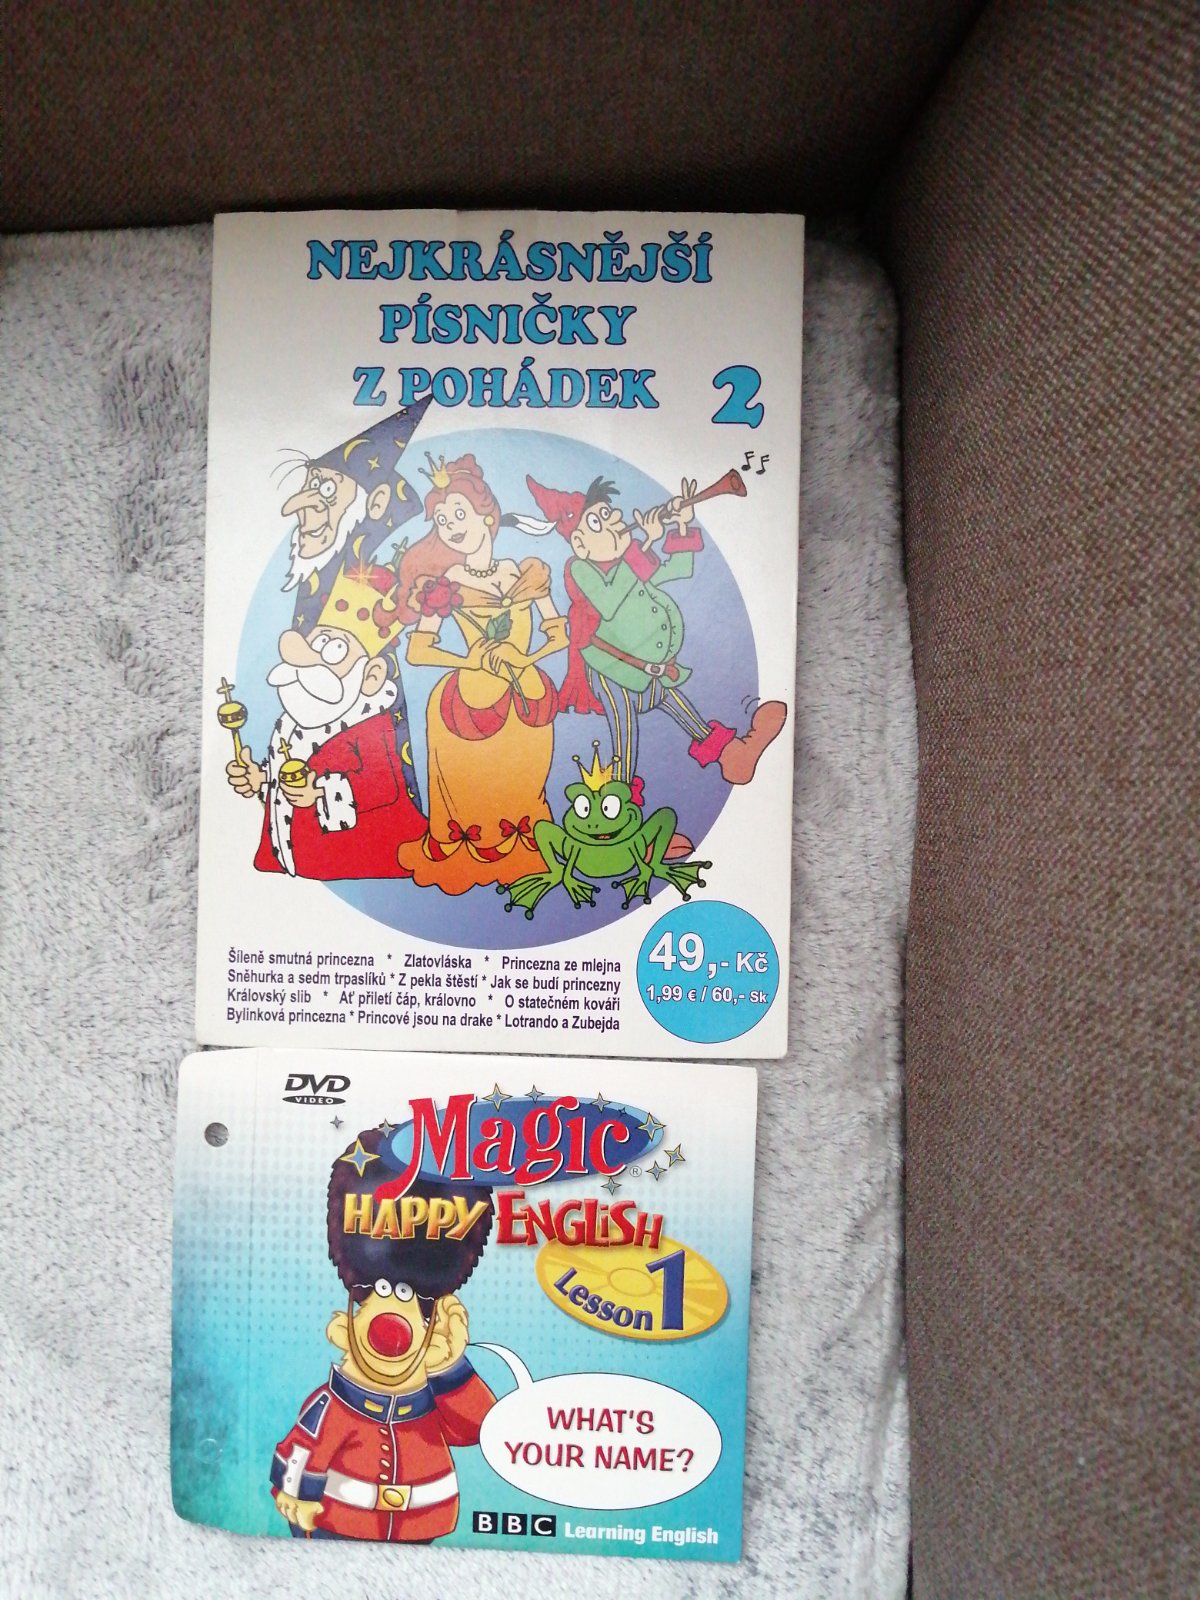 NEJKRÁSNĚJŠÍ
PÍSNIČKY
Z POHÁDEK 2
Šíleně smutná princezna * Zlatovláska * Princezna ze mlejna
Sněhurka a sedm trpaslíků * Z pekla štěstí * Jak se budí princezny
Královský slib * Ať přiletí čáp, královno * O statečném kováři
Bylinková princezna * Princové jsou na drake * Lotrando a Zubejda
49,- Kč
1,99 € / 60,- Sk
DVD
VIDEO
Magic ®
HAPPY ENGLISH
Lesson 1
WHAT'S
YOUR NAME?
BBC Learning English